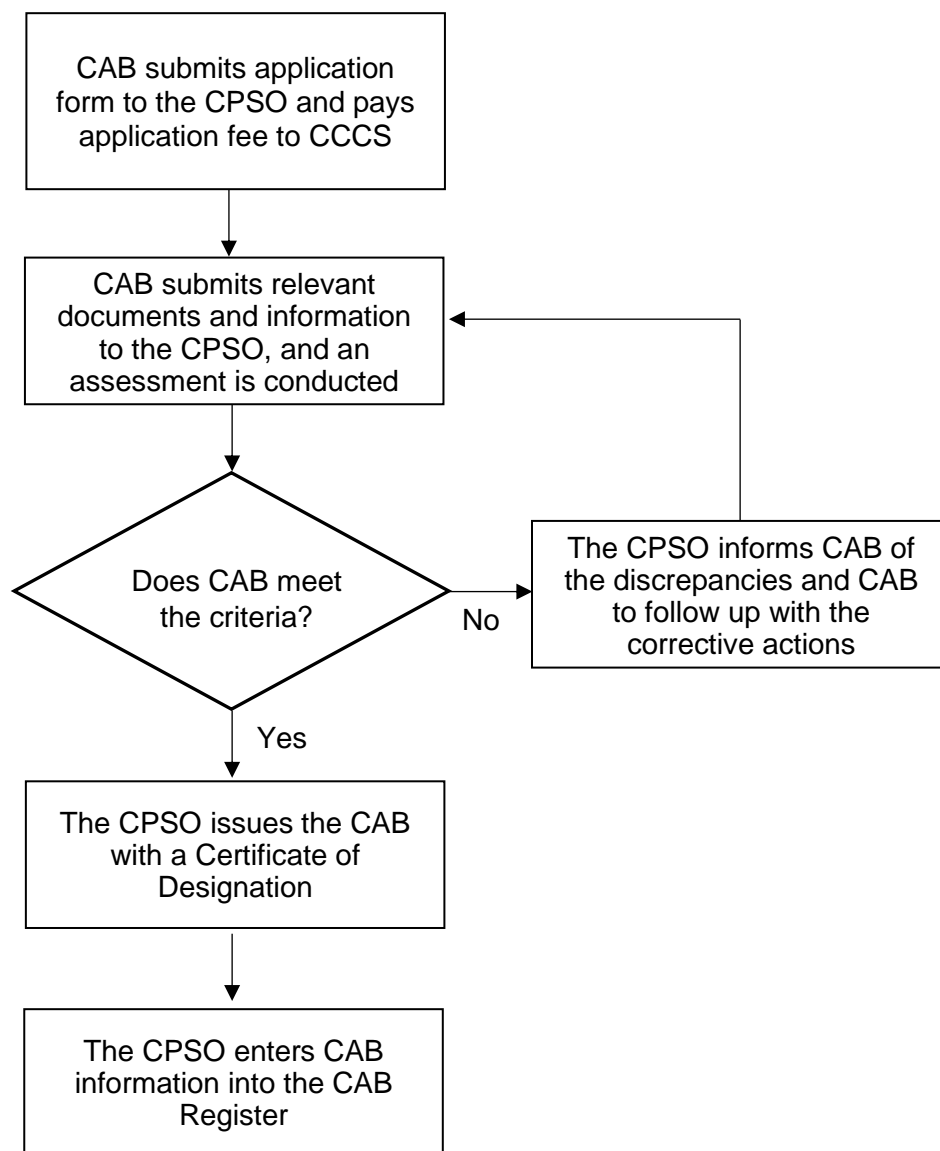 CAB submits application
form to the CPSO and pays
application fee to CCCS
CAB submits relevant
documents and information
to the CPSO, and an
assessment is conducted
Does CAB meet
the criteria?
No
The CPSO informs CAB of
the discrepancies and CAB
to follow up with the
corrective actions
Yes
The CPSO issues the CAB
with a Certificate of
Designation
The CPSO enters CAB
information into the CAB
Register